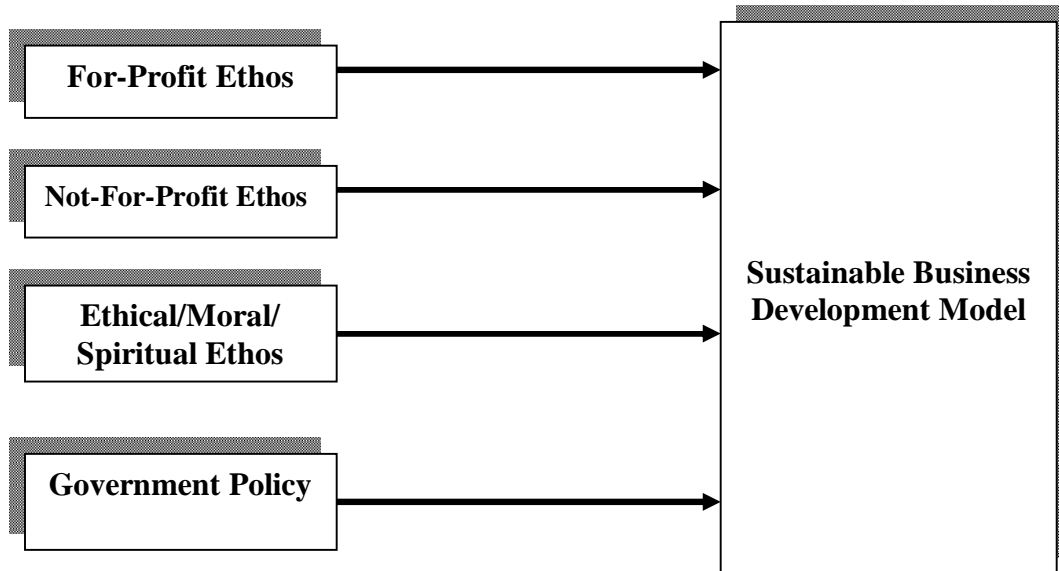 For-Profit Ethos
Not-For-Profit Ethos
Ethical/Moral/
Spiritual Ethos
Government Policy
Sustainable Business
Development Model